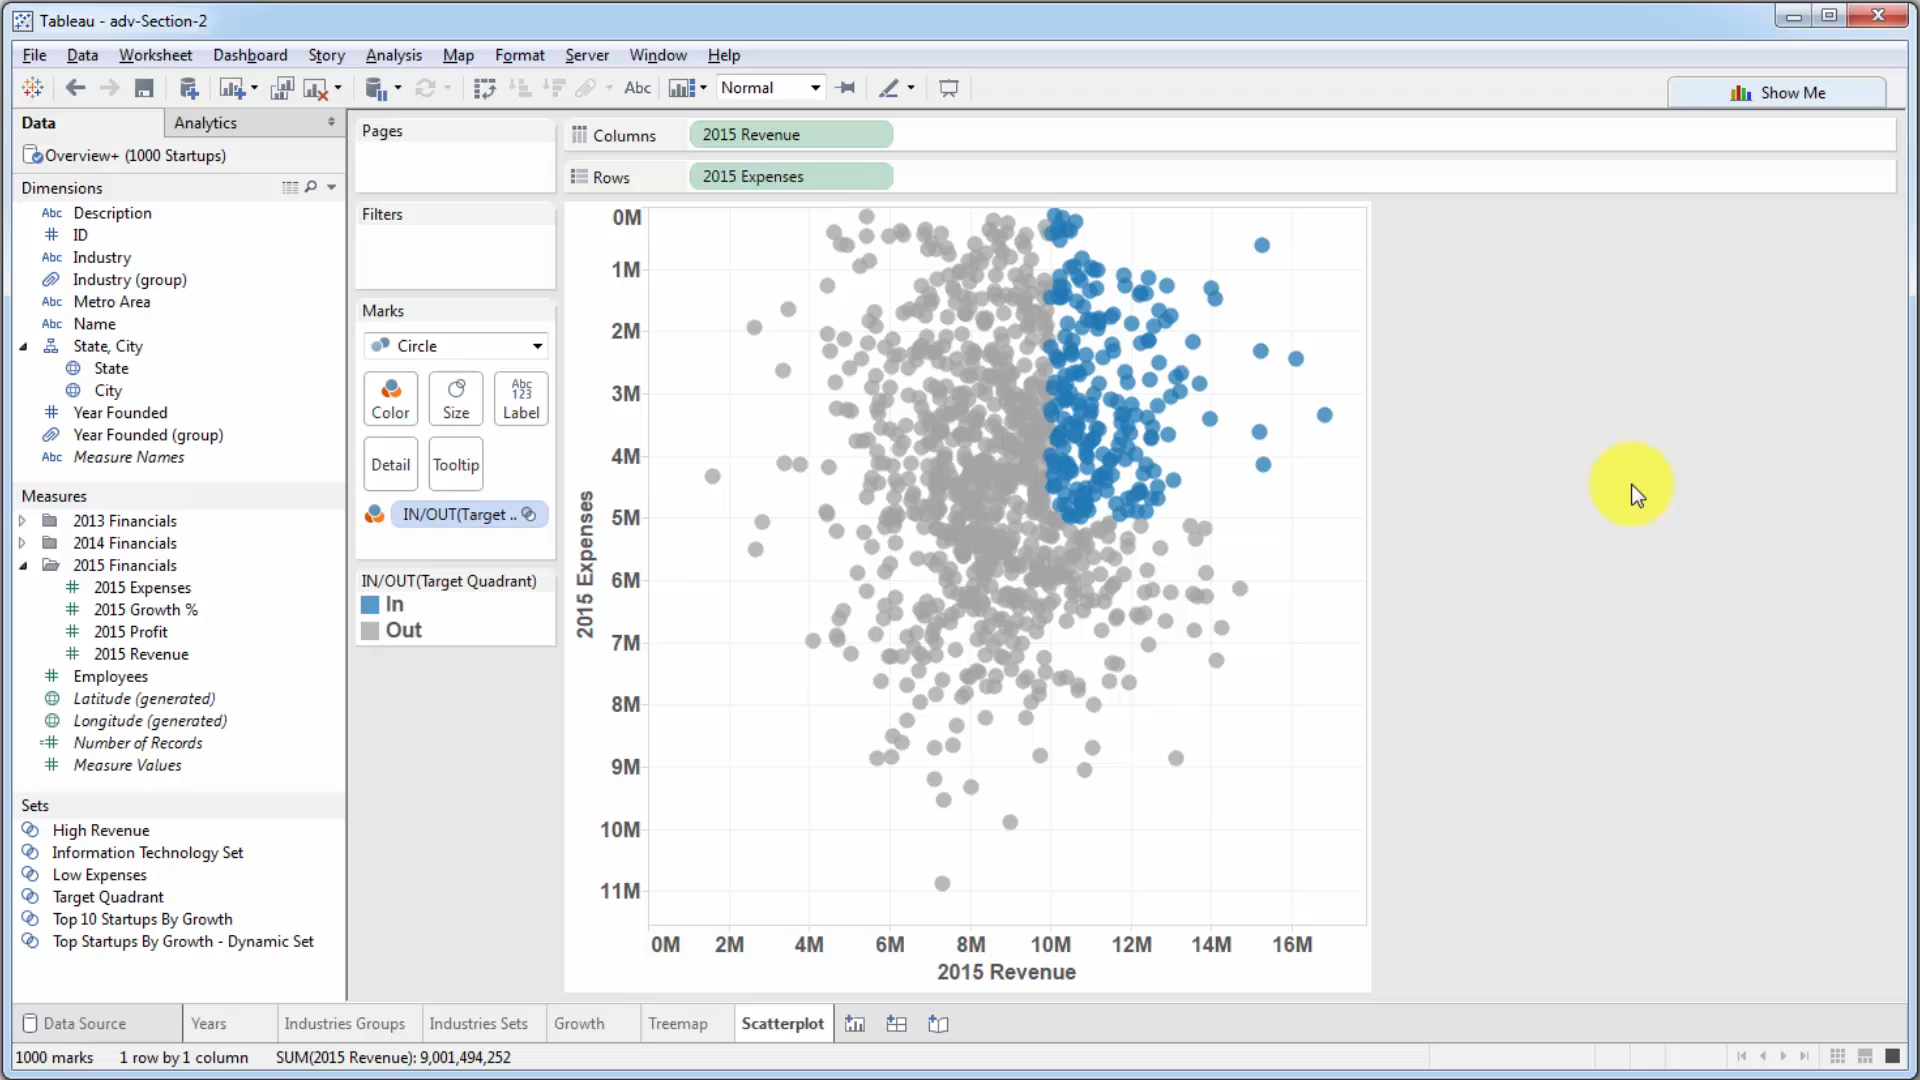 Tableau - adv-Section-2
File Data Worksheet Dashboard Story Analysis Map Format Server Window Help
Abc Normal Show Me
Data Analytics
Overview+ (1000 Startups)
Dimensions
Abc Description
# ID
Abc Industry
Industry (group)
Abc Metro Area
Abc Name
State, City
State
City
# Year Founded
Year Founded (group)
Abc Measure Names
Measures
2013 Financials
2014 Financials
2015 Financials
# 2015 Expenses
# 2015 Growth %
# 2015 Profit
# 2015 Revenue
# Employees
Latitude (generated)
Longitude (generated)
=# Number of Records
# Measure Values
Sets
High Revenue
Information Technology Set
Low Expenses
Target Quadrant
Top 10 Startups By Growth
Top Startups By Growth - Dynamic Set
Pages
Filters
Marks
Circle
Color Size Abc 123 Label
Detail Tooltip
IN/OUT(Target ..
IN/OUT(Target Quadrant)
In
Out
Columns 2015 Revenue
Rows 2015 Expenses
2015 Expenses
0M
1M
2M
3M
4M
5M
6M
7M
8M
9M
10M
11M
0M 2M 4M 6M 8M 10M 12M 14M 16M
2015 Revenue
Data Source Years Industries Groups Industries Sets Growth Treemap Scatterplot
1000 marks 1 row by 1 column SUM(2015 Revenue): 9,001,494,252